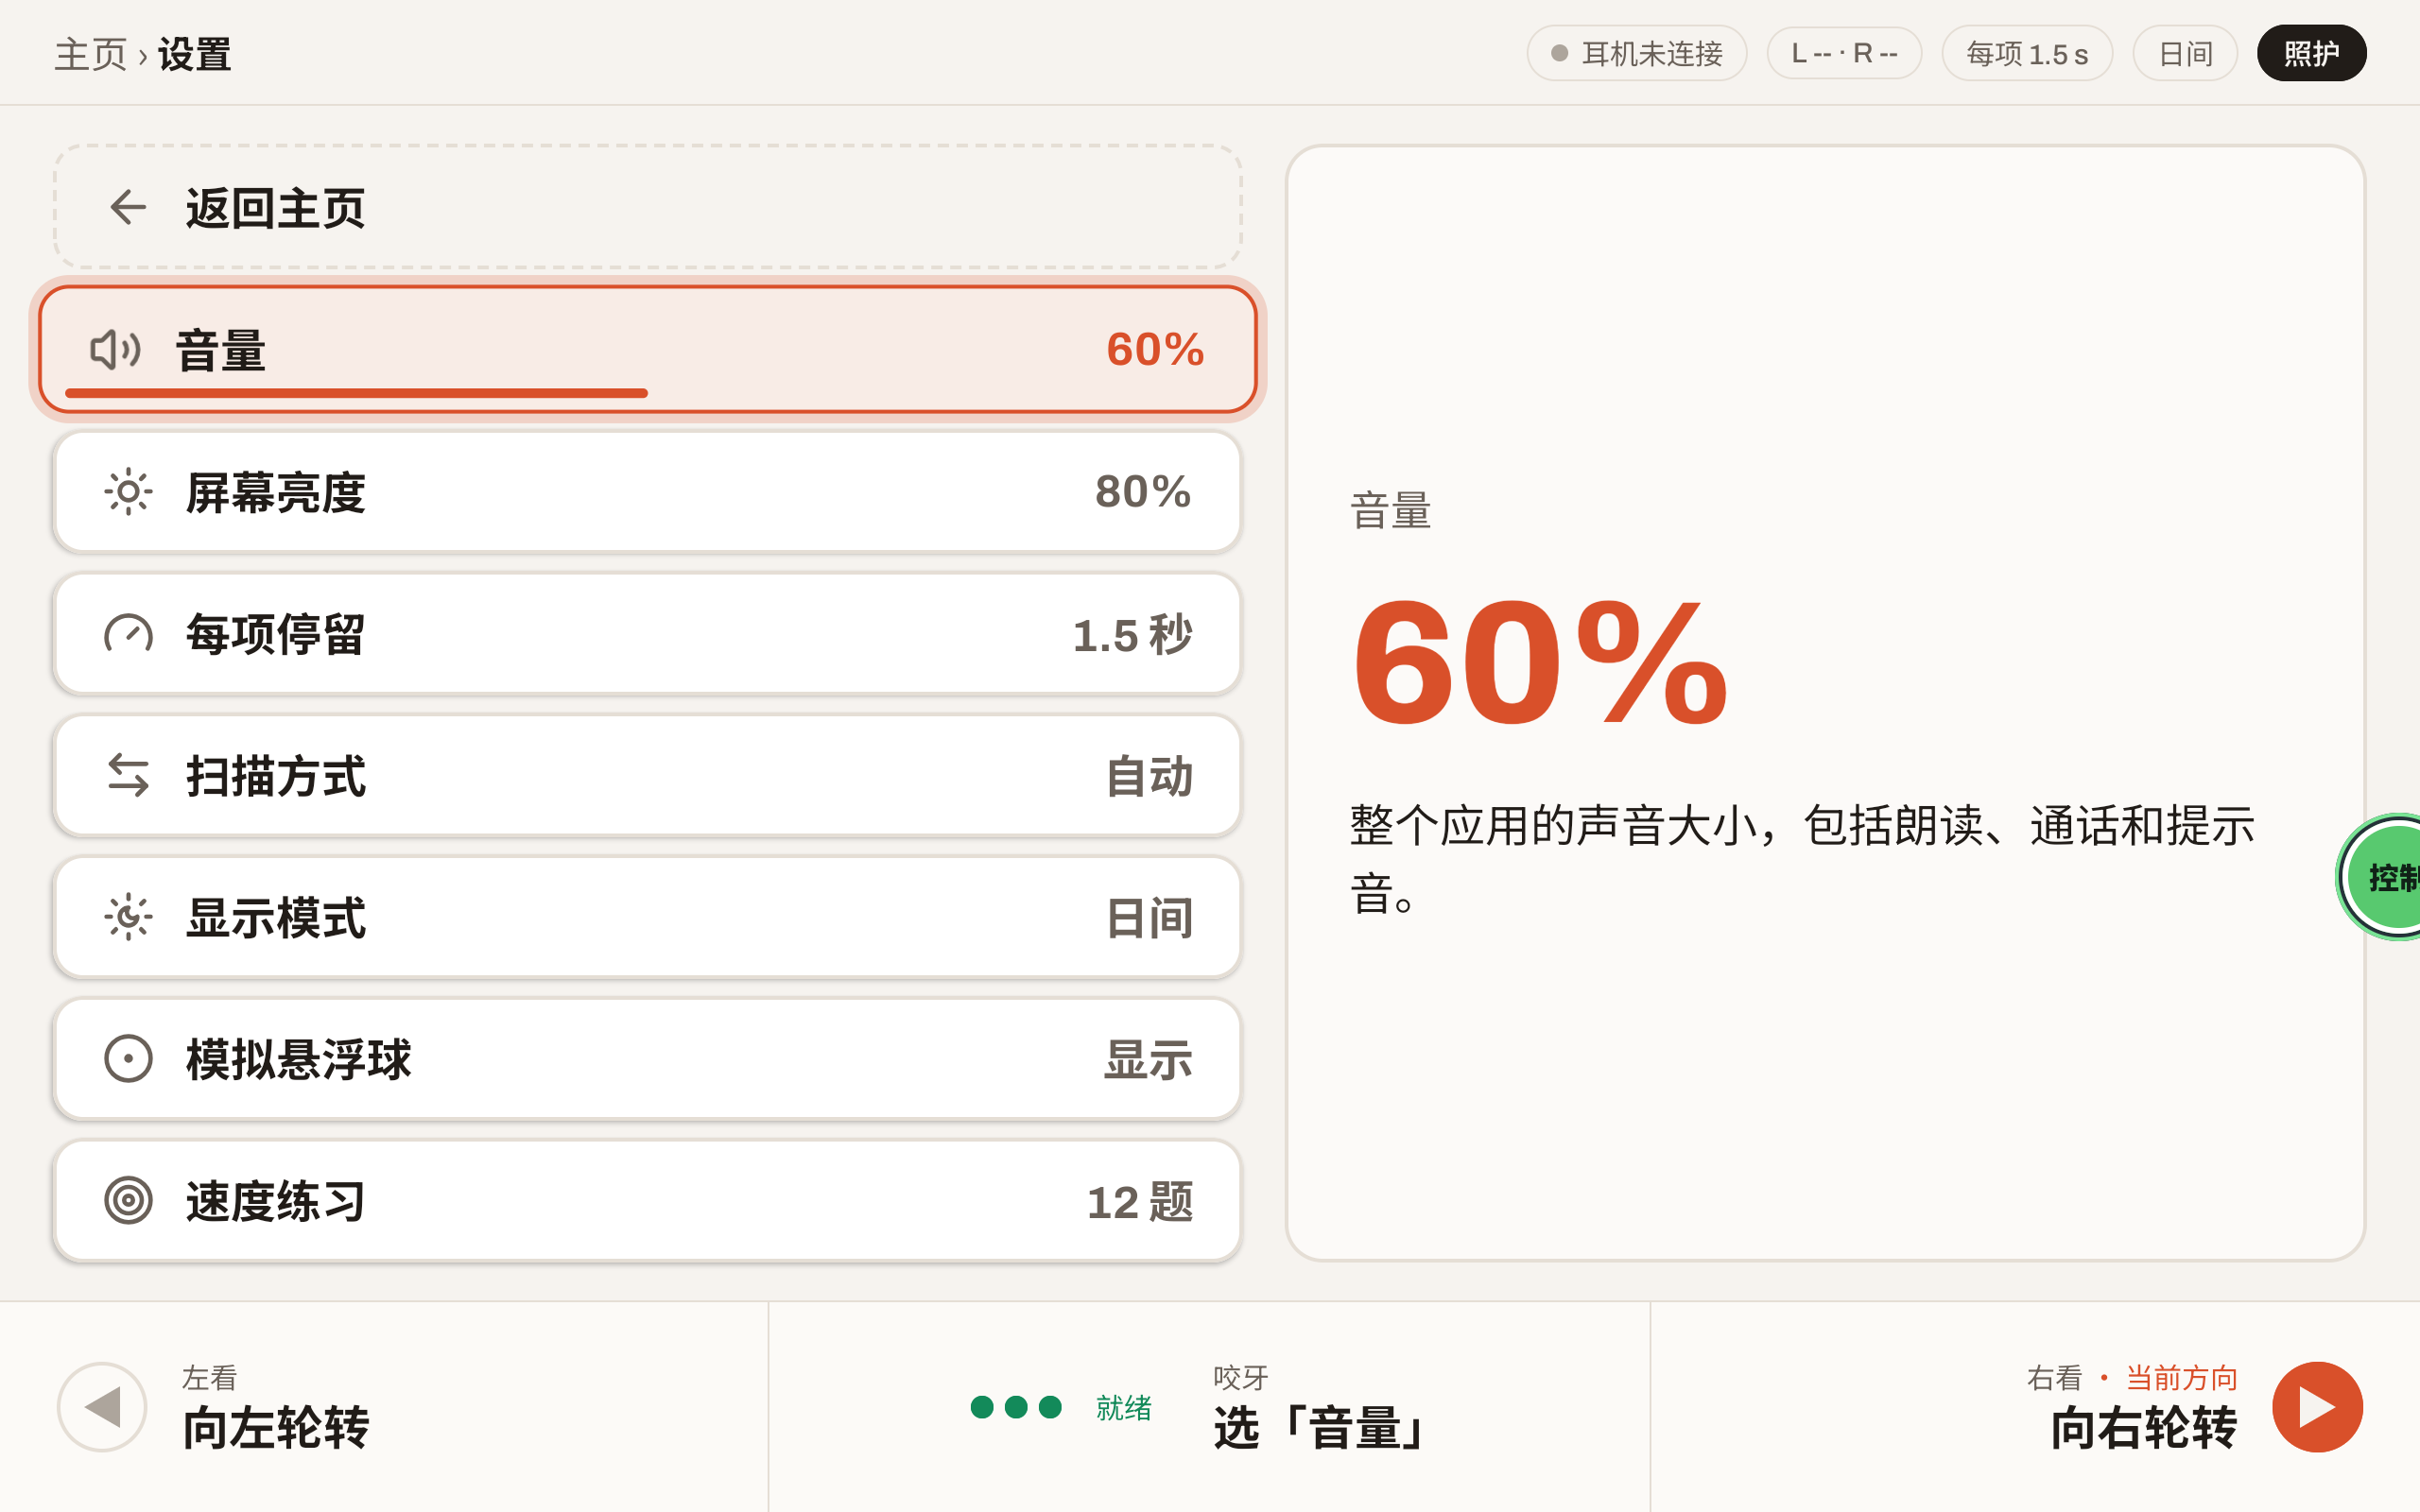 主页 › 设置
耳机未连接
L -- · R --
每项 1.5 s
日间
照护
返回主页
音量 60%
屏幕亮度 80%
每项停留 1.5 秒
扫描方式 自动
显示模式 日间
模拟悬浮球 显示
速度练习 12 题
音量
60%
整个应用的声音大小，包括朗读、通话和提示
音。
控制
左看
向左轮转
就绪
咬牙
选「音量」
右看 · 当前方向
向右轮转